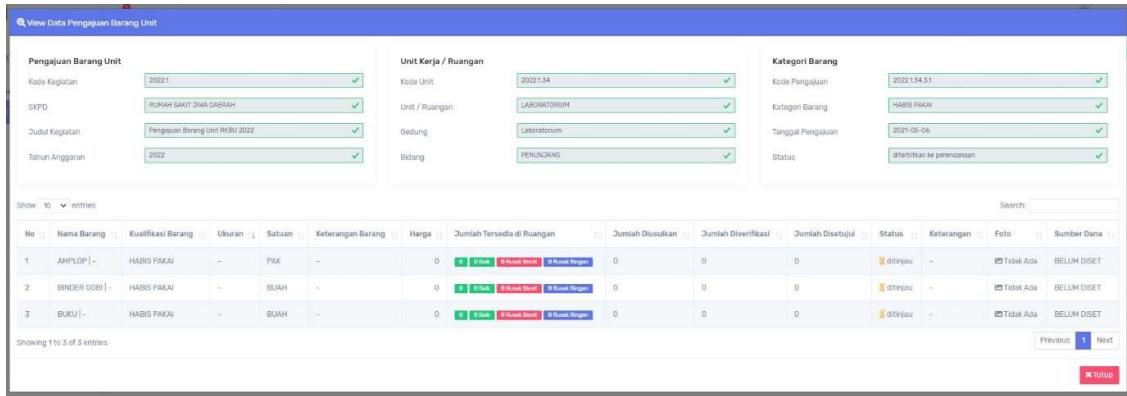 View Data Pengajuan Barang Unit
Pengajuan Barang Unit
Kode Kegiatan 2022.1
SKPD RUMAH SAKIT JIWA DAERAH
Judul Kegiatan Pengajuan Barang Unit RKBU 2022
Tahun Anggaran 2022
Unit Kerja / Ruangan
Kode Unit 2022.1.34
Unit / Ruangan LABORATORIUM
Gedung Laboratorium
Bidang PENUNJANG
Kategori Barang
Kode Pengajuan 2022.1.34.3.1
Kategori Barang HABIS PAKAI
Tanggal Pengajuan 2021-05-06
Status diterbitkan ke perencanaan
Show 10 entries Search:
No Nama Barang Kualifikasi Barang Ukuran Satuan Keterangan Barang Harga Jumlah Tersedia di Ruangan Jumlah Diusulkan Jumlah Diverifikasi Jumlah Disetujui Status Keterangan Foto Sumber Dana
1 AMPLOP | - HABIS PAKAI - PAK - 0 0 0 Baik 0 Rusak Berat 0 Rusak Ringan 0 0 0 ditinjau - Tidak Ada BELUM DISET
2 BINDER GOBI | - HABIS PAKAI - BUAH - 0 0 0 Baik 0 Rusak Berat 0 Rusak Ringan 0 0 0 ditinjau - Tidak Ada BELUM DISET
3 BUKU | - HABIS PAKAI - BUAH - 0 0 0 Baik 0 Rusak Berat 0 Rusak Ringan 0 0 0 ditinjau - Tidak Ada BELUM DISET
Showing 1 to 3 of 3 entries Previous 1 Next
Tutup